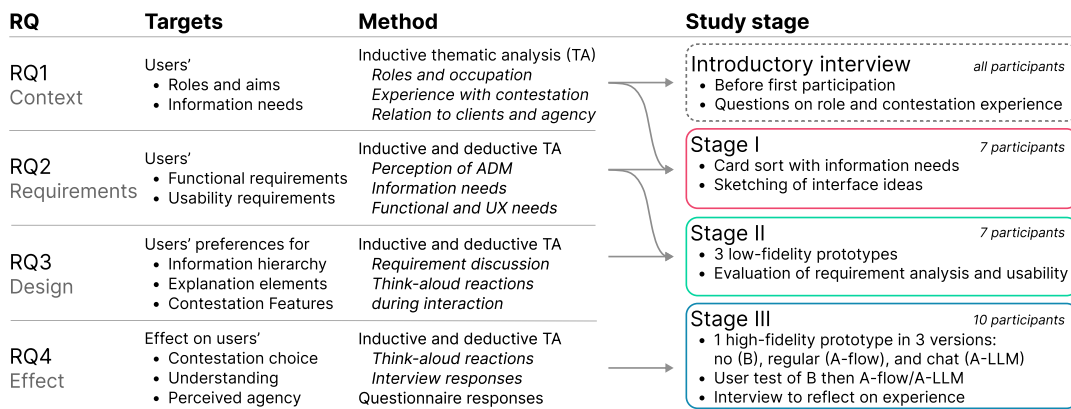 RQ
Targets
Method
Study stage
RQ1
Context
Users'
• Roles and aims
• Information needs
Inductive thematic analysis (TA)
Roles and occupation
Experience with contestation
Relation to clients and agency
Introductory interview
all participants
• Before first participation
• Questions on role and contestation experience
RQ2
Requirements
Users'
• Functional requirements
• Usability requirements
Inductive and deductive TA
Perception of ADM
Information needs
Functional and UX needs
Stage I
7 participants
• Card sort with information needs
• Sketching of interface ideas
RQ3
Design
Users' preferences for
• Information hierarchy
• Explanation elements
• Contestation Features
Inductive and deductive TA
Requirement discussion
Think-aloud reactions
during interaction
Stage II
7 participants
• 3 low-fidelity prototypes
• Evaluation of requirement analysis and usability
RQ4
Effect
Effect on users'
• Contestation choice
• Understanding
• Perceived agency
Inductive and deductive TA
Think-aloud reactions
Interview responses
Questionnaire responses
Stage III
10 participants
• 1 high-fidelity prototype in 3 versions:
no (B), regular (A-flow), and chat (A-LLM)
• User test of B then A-flow/A-LLM
• Interview to reflect on experience